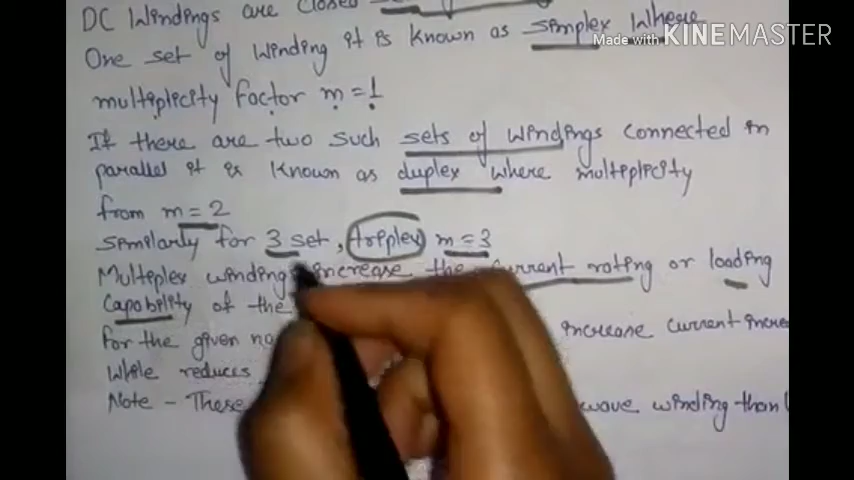 DC Windings are closed
One set of Winding it is known as simplex Where
Made with KINEMASTER
multiplicity factor m = 1
If there are two such sets of windings connected in
parallel it is known as duplex where multiplicity
from m = 2
Similarly for 3 set, triplex m = 3
Multiplex winding increase the current rating or loading
Capability of the
for the given no increase current incre
While reduces
Note - These wave winding than